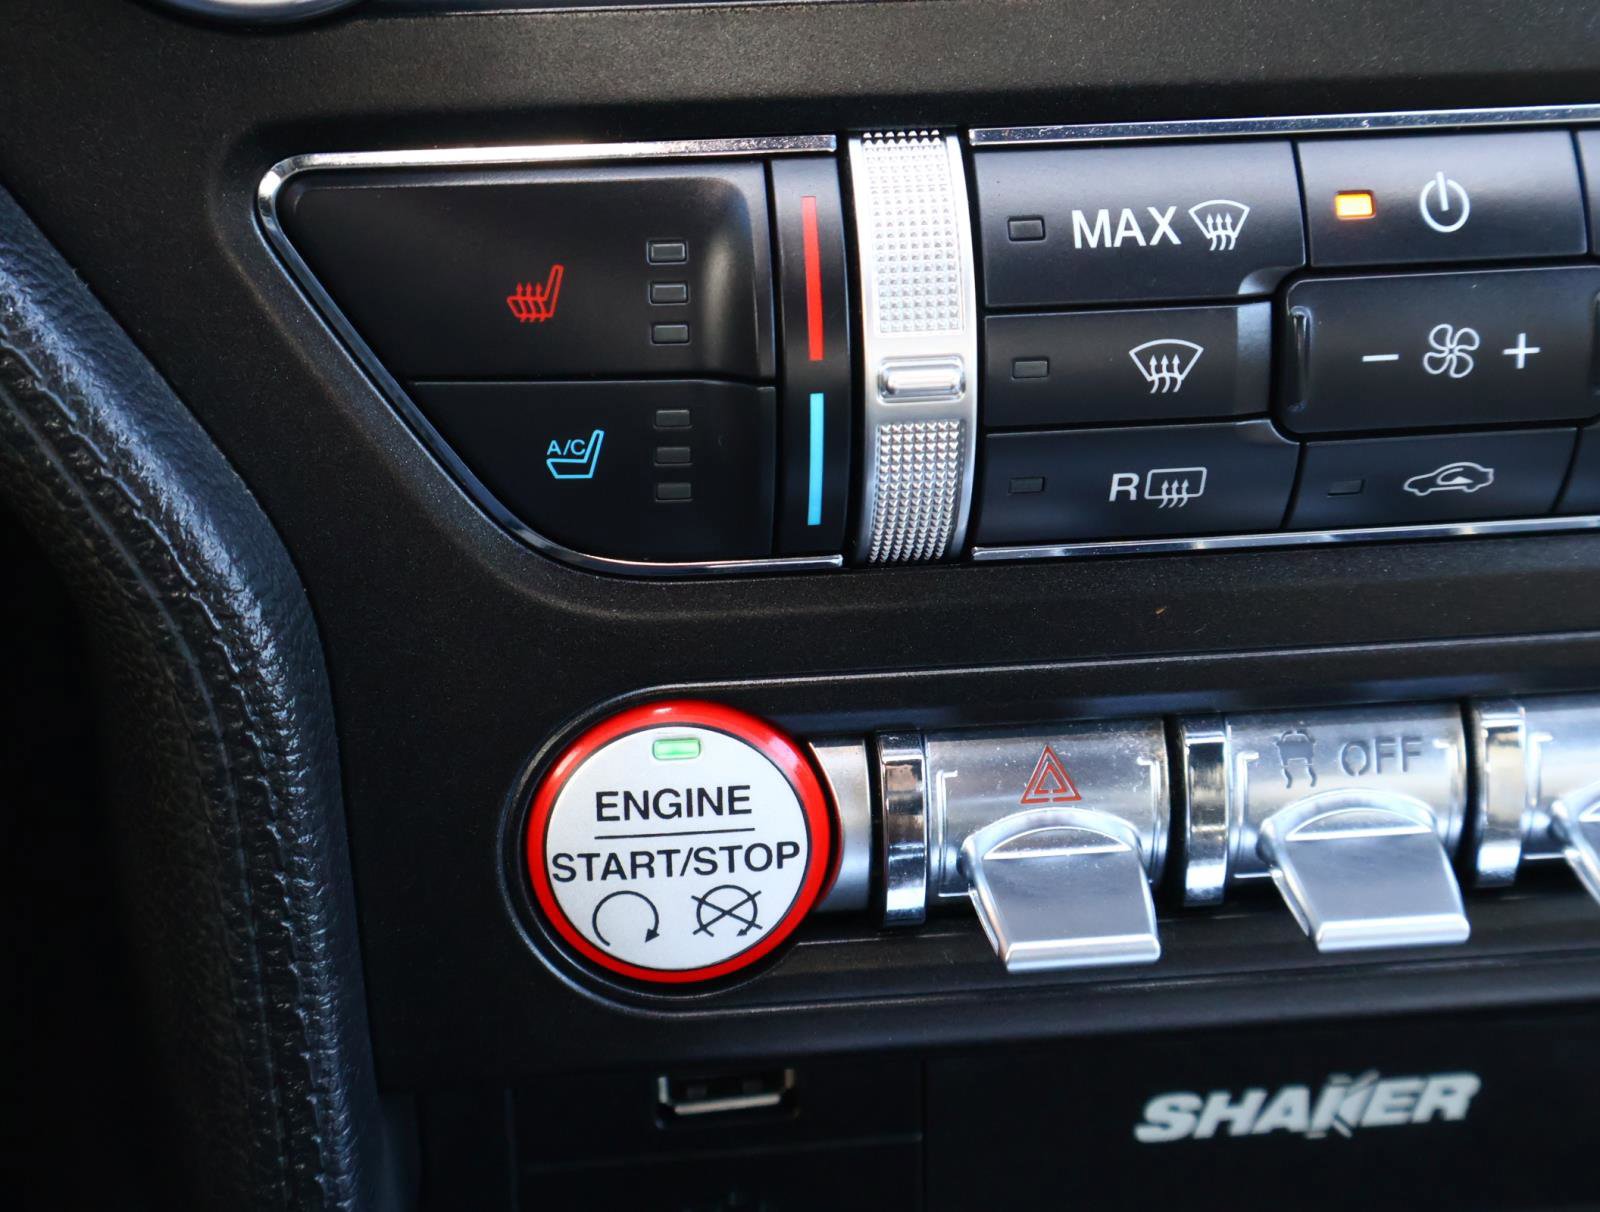 MAX
A/C
R
ENGINE
START/STOP
OFF
SHAKER